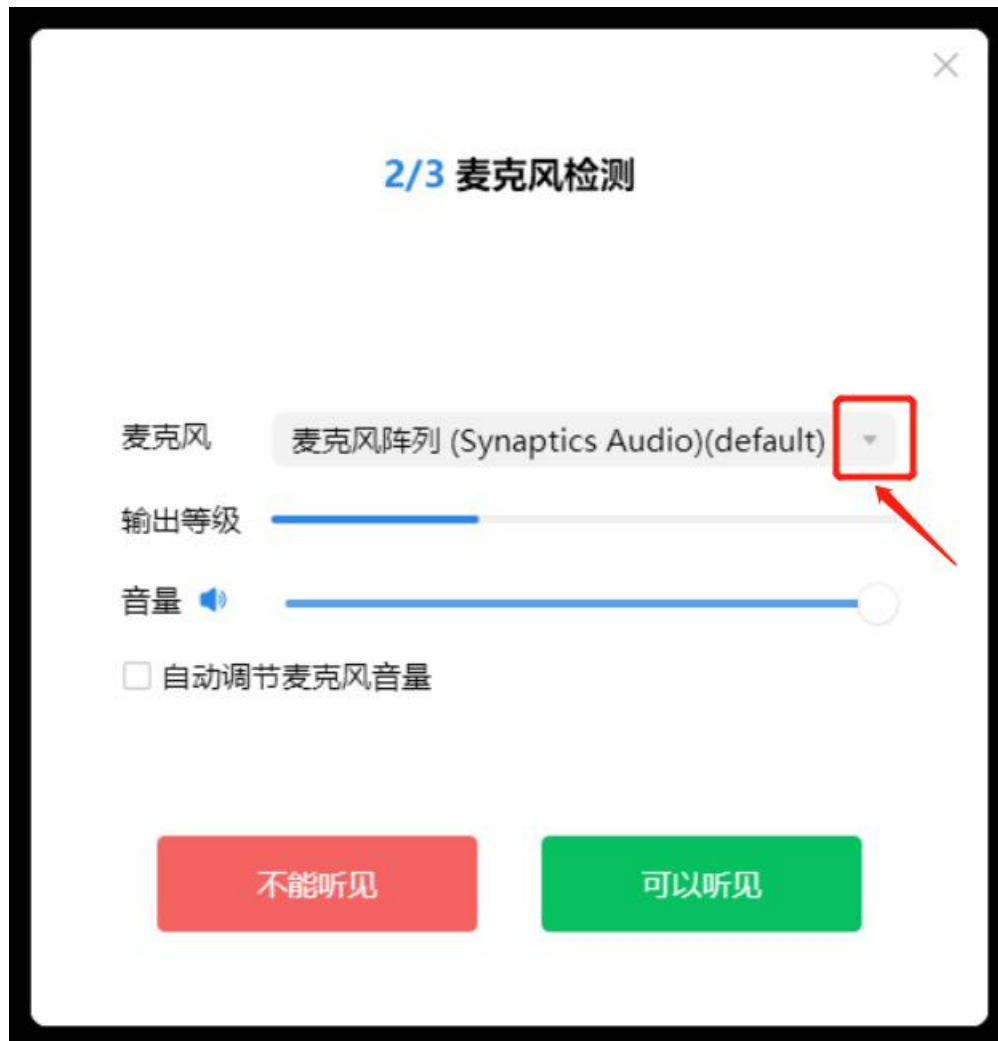 2/3 麦克风检测
麦克风 麦克风阵列 (Synaptics Audio)(default)
输出等级
音量
自动调节麦克风音量
不能听见 可以听见